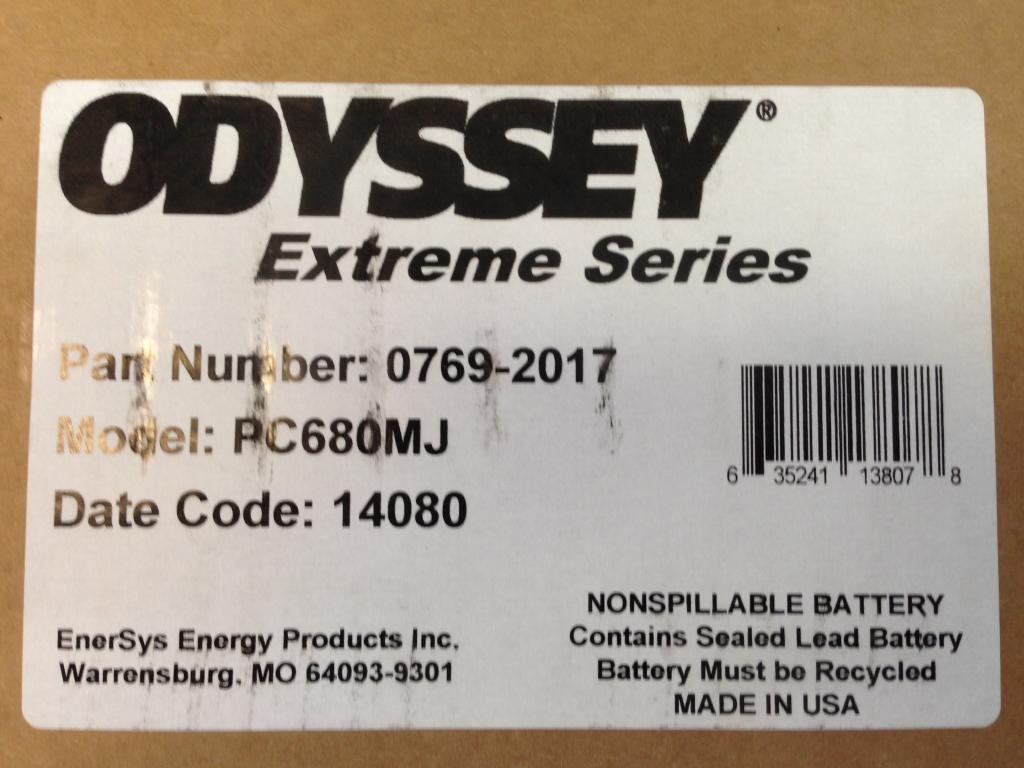 ODYSSEY®
Extreme Series
Part Number: 0769-2017
Model: PC680MJ
Date Code: 14080
6 35241 13807 8
EnerSys Energy Products Inc.
Warrensburg, MO 64093-9301
NONSPILLABLE BATTERY
Contains Sealed Lead Battery
Battery Must be Recycled
MADE IN USA